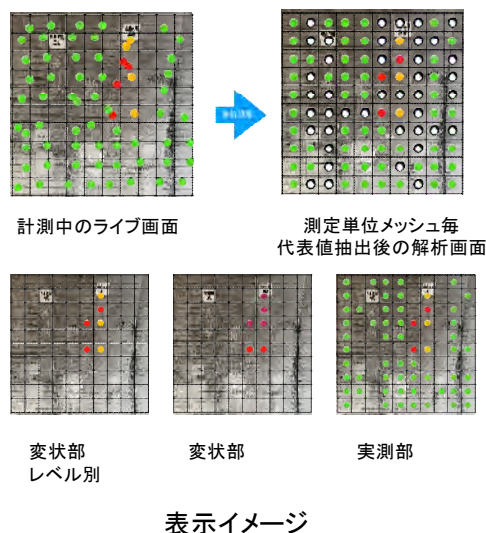 計測中のライブ画面
測定単位メッシュ毎
代表値抽出後の解析画面
変状部
レベル別
変状部
実測部
表示イメージ